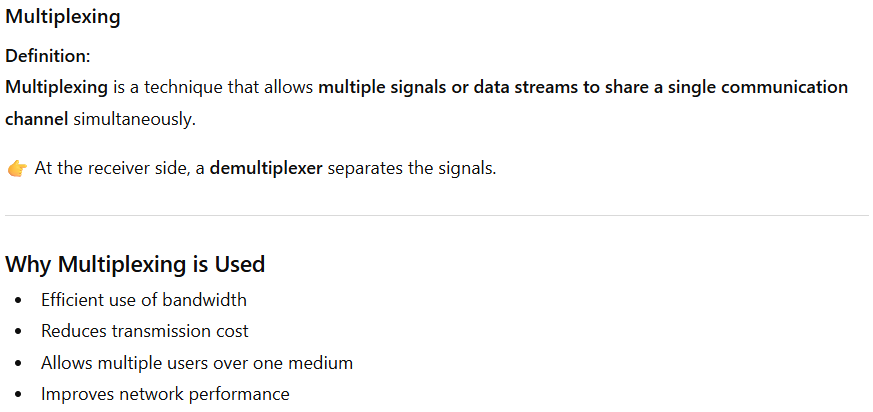 Multiplexing
Definition:
Multiplexing is a technique that allows multiple signals or data streams to share a single communication
channel simultaneously.
👉 At the receiver side, a demultiplexer separates the signals.
Why Multiplexing is Used
• Efficient use of bandwidth
• Reduces transmission cost
• Allows multiple users over one medium
• Improves network performance